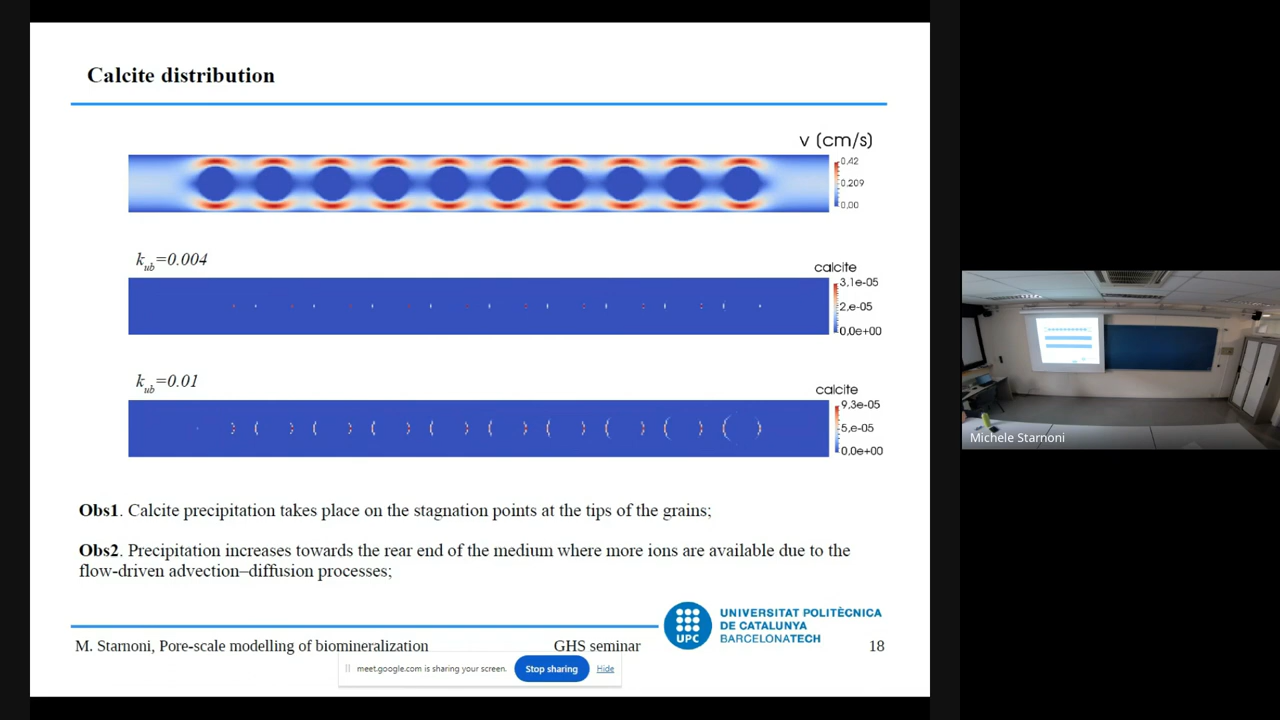 Calcite distribution
v (cm/s)
0.42
0.209
0.00
kub=0.004
calcite
3.1e-05
2.e-05
0.0e+00
kub=0.01
calcite
9.3e-05
5.e-05
0.0e+00
Obs1. Calcite precipitation takes place on the stagnation points at the tips of the grains;
Obs2. Precipitation increases towards the rear end of the medium where more ions are available due to the
flow-driven advection–diffusion processes;
UPC
UNIVERSITAT POLITÈCNICA
DE CATALUNYA
BARCELONATECH
M. Starnoni, Pore-scale modelling of biomineralization GHS seminar 18
meet.google.com is sharing your screen. Stop sharing Hide
Michele Starnoni